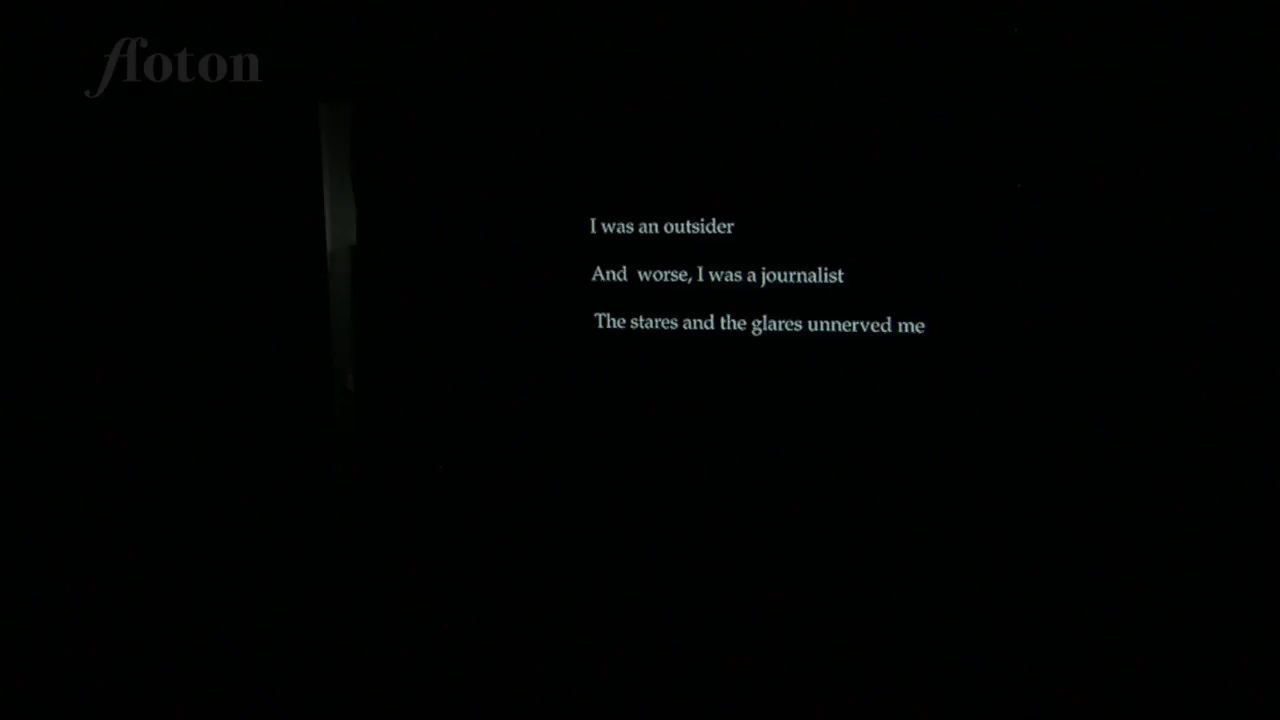 ffoton
I was an outsider
And worse, I was a journalist
The stares and the glares unnerved me